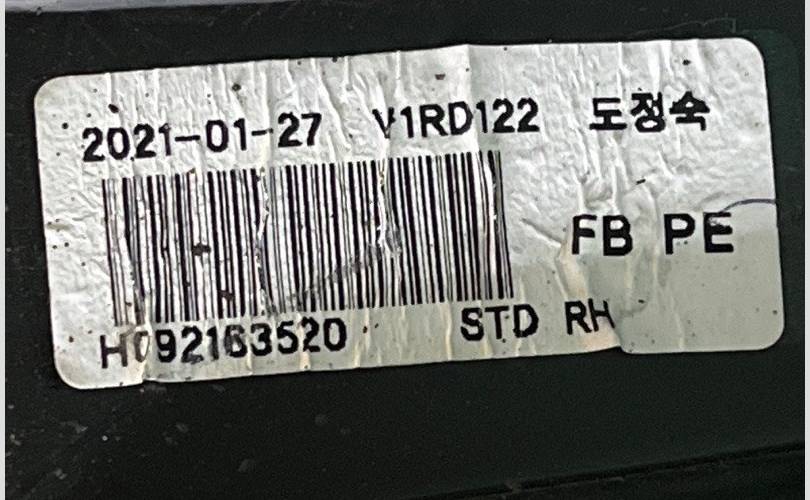 2021-01-27 V1RD122 도정숙
FB PE
H092163520 STD RH